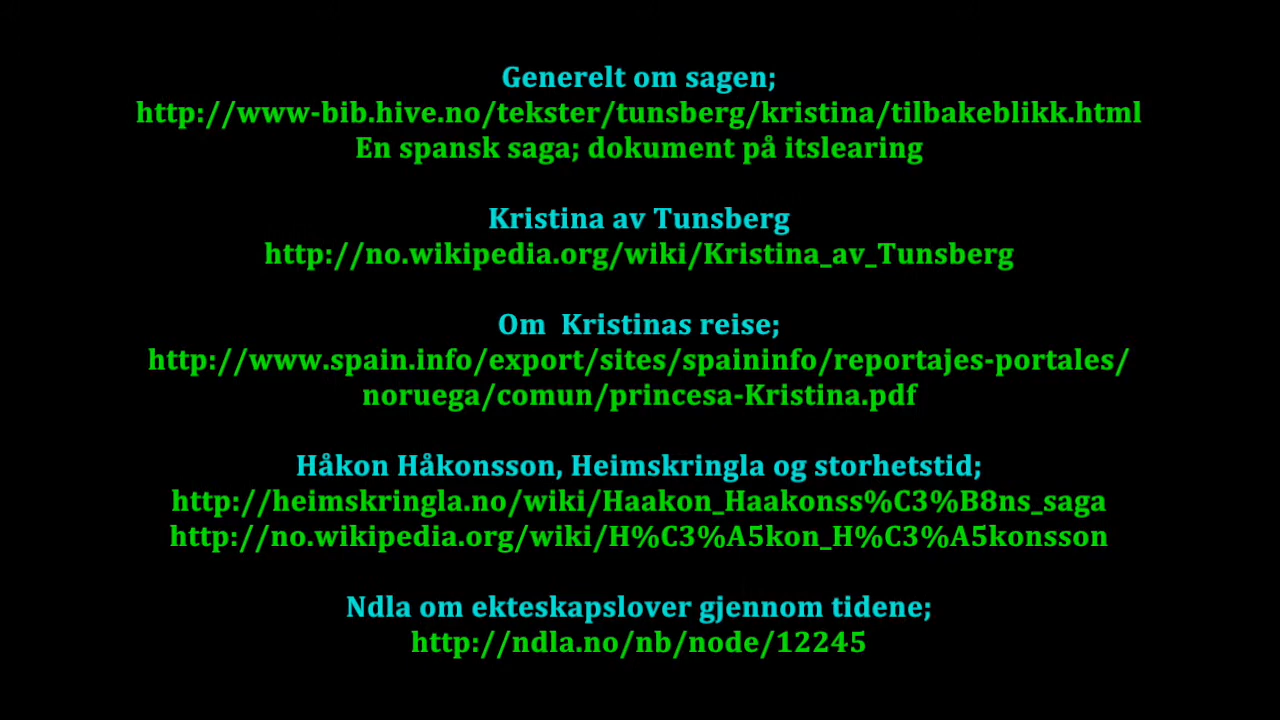 Generelt om sagen;
http://www-bib.hive.no/tekster/tunsberg/kristina/tilbakeblikk.html
En spansk saga; dokument på itslearing
Kristina av Tunsberg
http://no.wikipedia.org/wiki/Kristina_av_Tunsberg
Om  Kristinas reise;
http://www.spain.info/export/sites/spaininfo/reportajes-portales/
noruega/comun/princesa-Kristina.pdf
Håkon Håkonsson, Heimskringla og storhetstid;
http://heimskringla.no/wiki/Haakon_Haakonss%C3%B8ns_saga
http://no.wikipedia.org/wiki/H%C3%A5kon_H%C3%A5konsson
Ndla om ekteskapslover gjennom tidene;
http://ndla.no/nb/node/12245